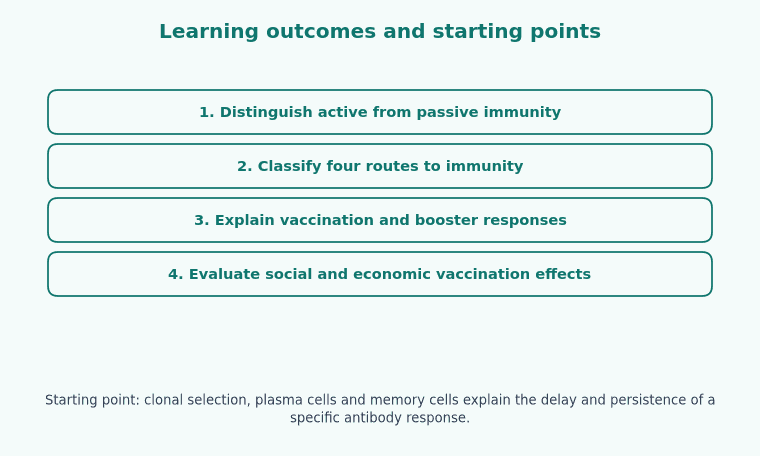 Learning outcomes and starting points
1. Distinguish active from passive immunity
2. Classify four routes to immunity
3. Explain vaccination and booster responses
4. Evaluate social and economic vaccination effects
Starting point: clonal selection, plasma cells and memory cells explain the delay and persistence of a
specific antibody response.